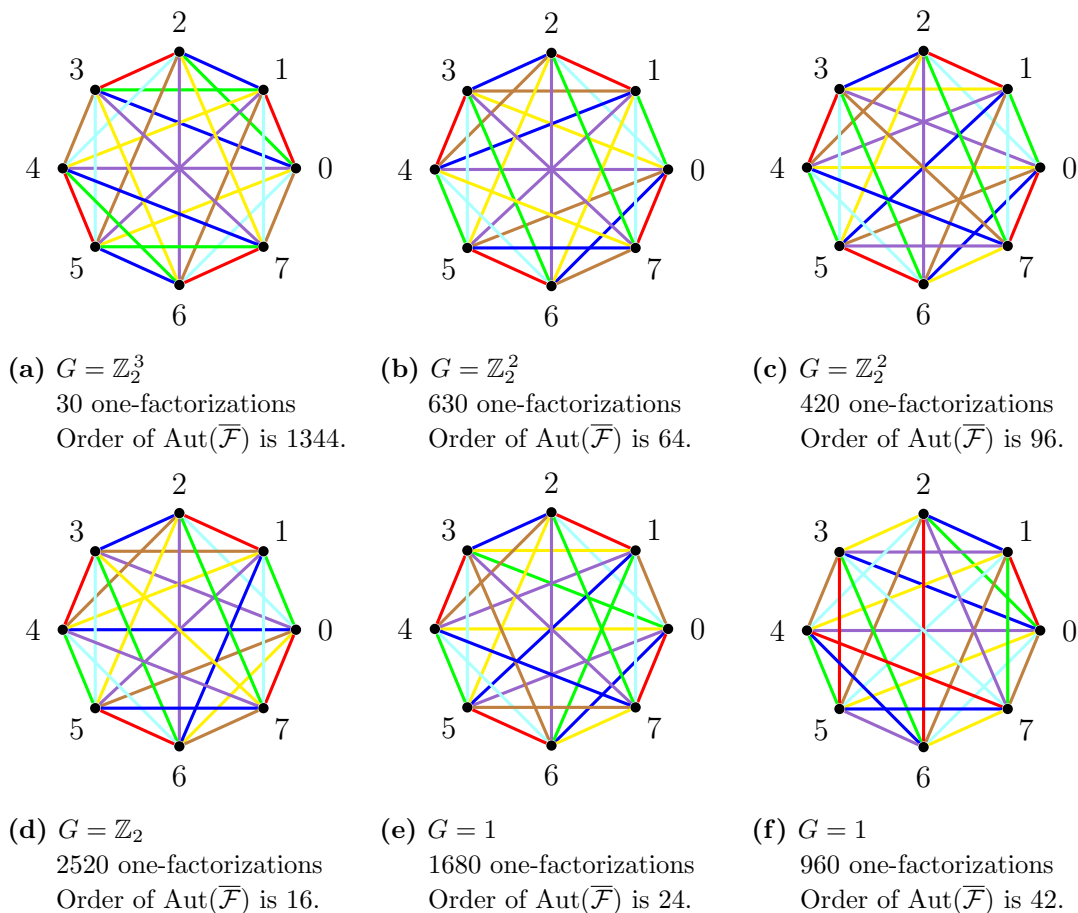 2
3 1
4 0
5 7
6
2
3 1
4 0
5 7
6
2
3 1
4 0
5 7
6
(a) G = ℤ₂³
30 one-factorizations
Order of Aut(F̅) is 1344.
(b) G = ℤ₂²
630 one-factorizations
Order of Aut(F̅) is 64.
(c) G = ℤ₂²
420 one-factorizations
Order of Aut(F̅) is 96.
2
3 1
4 0
5 7
6
2
3 1
4 0
5 7
6
2
3 1
4 0
5 7
6
(d) G = ℤ₂
2520 one-factorizations
Order of Aut(F̅) is 16.
(e) G = 1
1680 one-factorizations
Order of Aut(F̅) is 24.
(f) G = 1
960 one-factorizations
Order of Aut(F̅) is 42.